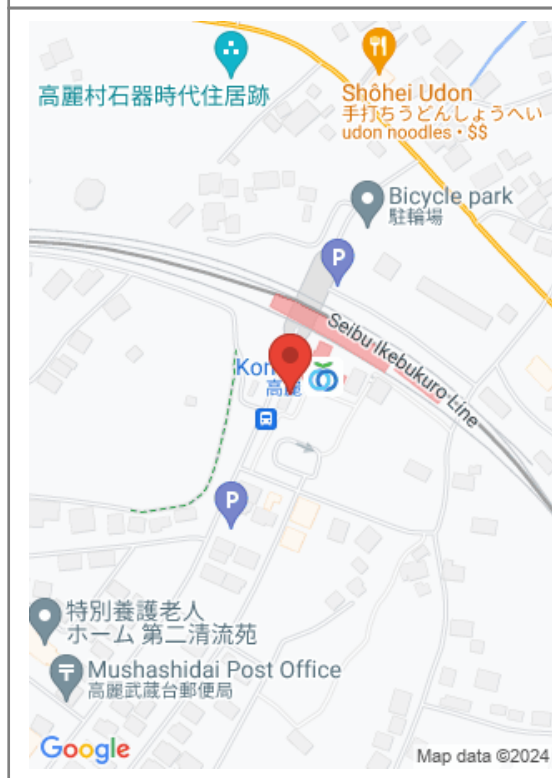 高麗村石器時代住居跡
Shôhei Udon
手打ちうどんしょうへい
udon noodles • $$
Bicycle park
駐輪場
P
Seibu Ikebukuro Line
高麗
P
特別養護老人
ホーム 第二清流苑
Mushashidai Post Office
高麗武蔵台郵便局
Google
Map data ©2024